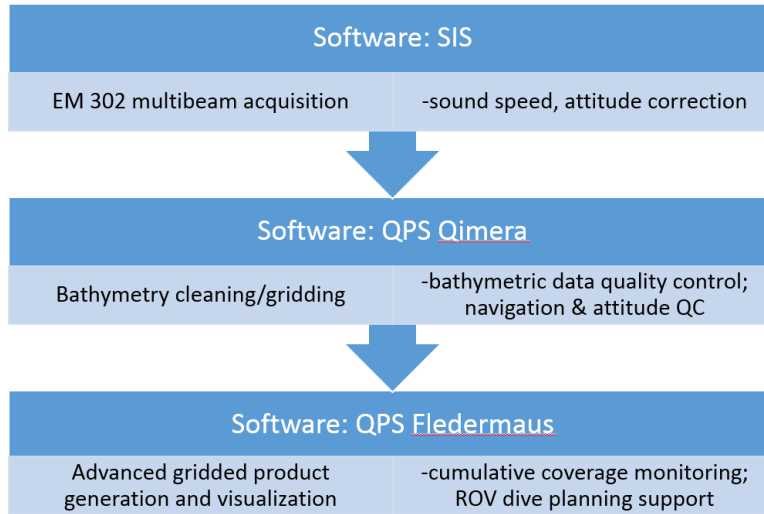 Software: SIS
EM 302 multibeam acquisition
-sound speed, attitude correction
Software: QPS Qimera
Bathymetry cleaning/gridding
-bathymetric data quality control;
navigation & attitude QC
Software: QPS Fledermaus
Advanced gridded product
generation and visualization
-cumulative coverage monitoring;
ROV dive planning support